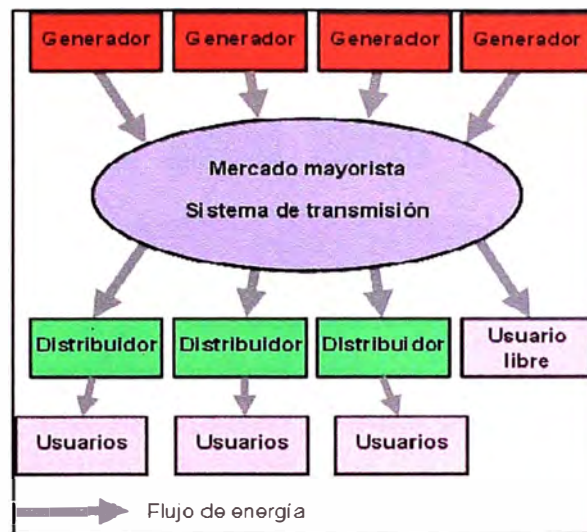 Generador Generador Generador Generador
Mercado mayorista
Sistema de transmisión
Distribuidor Distribuidor Distribuidor Usuario
libre
Usuarios Usuarios Usuarios
Flujo de energía